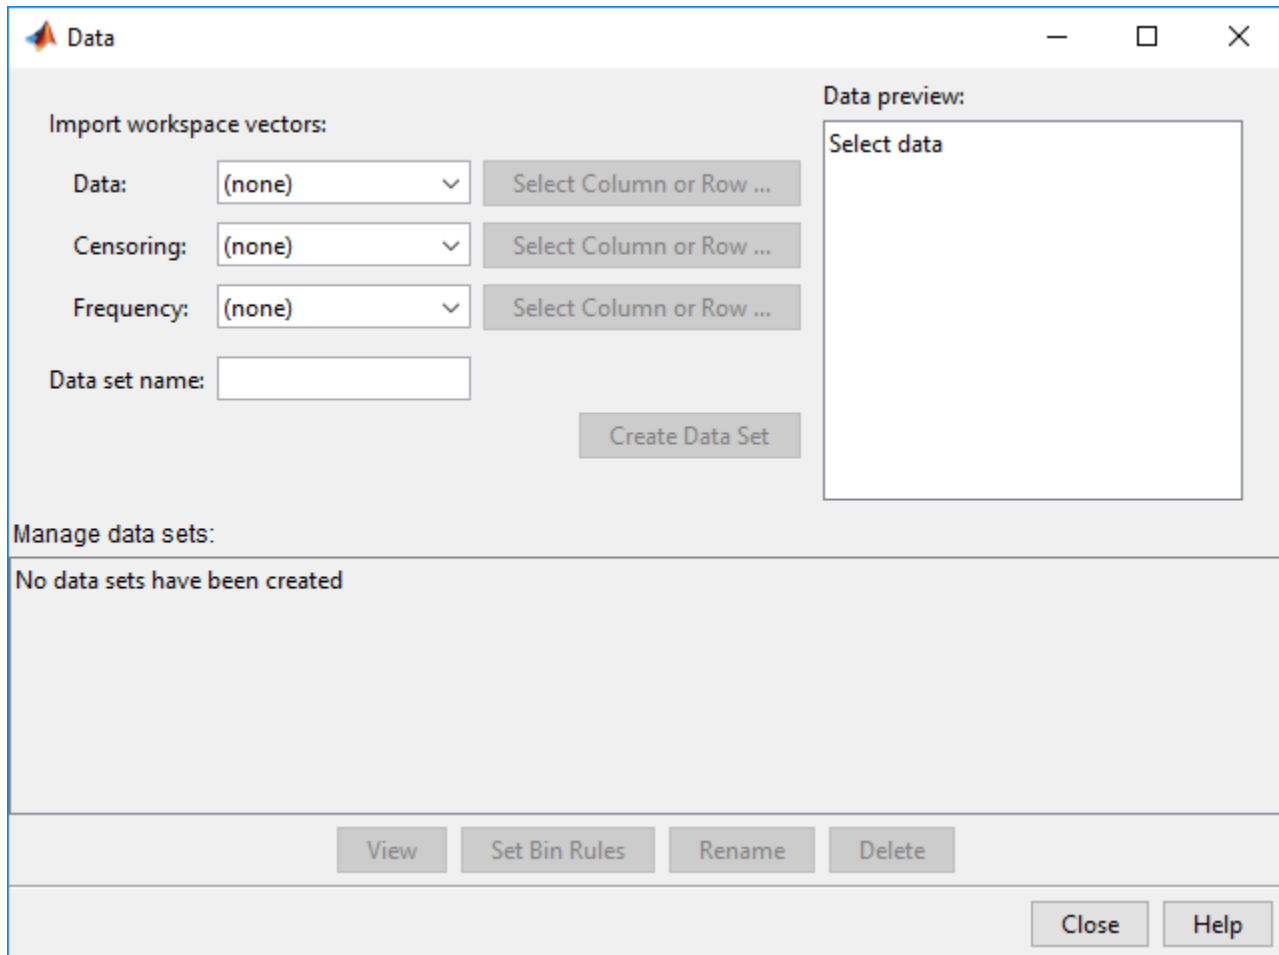 Data
Import workspace vectors:
Data: (none) Select Column or Row ...
Censoring: (none) Select Column or Row ...
Frequency: (none) Select Column or Row ...
Data set name:
Create Data Set
Data preview:
Select data
Manage data sets:
No data sets have been created
View Set Bin Rules Rename Delete
Close Help